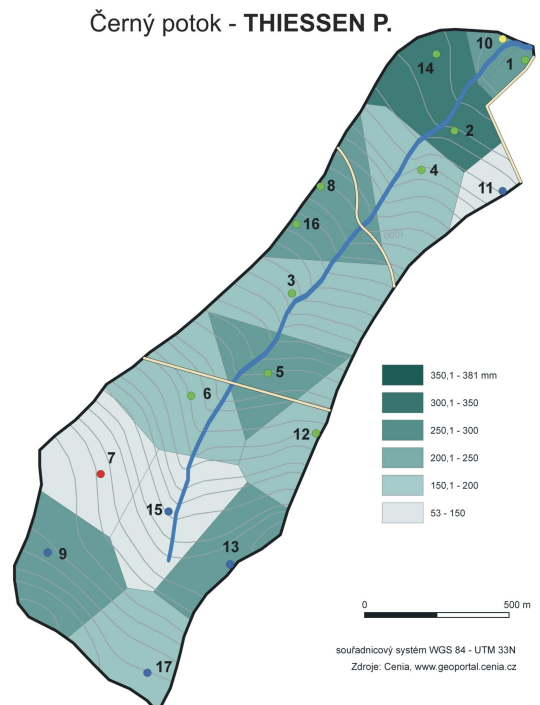 Černý potok - THIESSEN P.
10
14
1
2
4
11
8
16
1000
3
5
6
12
7
15
9
13
17
350,1 - 381 mm
300,1 - 350
250,1 - 300
200,1 - 250
150,1 - 200
53 - 150
0 500 m
souřadnicový systém WGS 84 - UTM 33N
Zdroje: Cenia, www.geoportal.cenia.cz